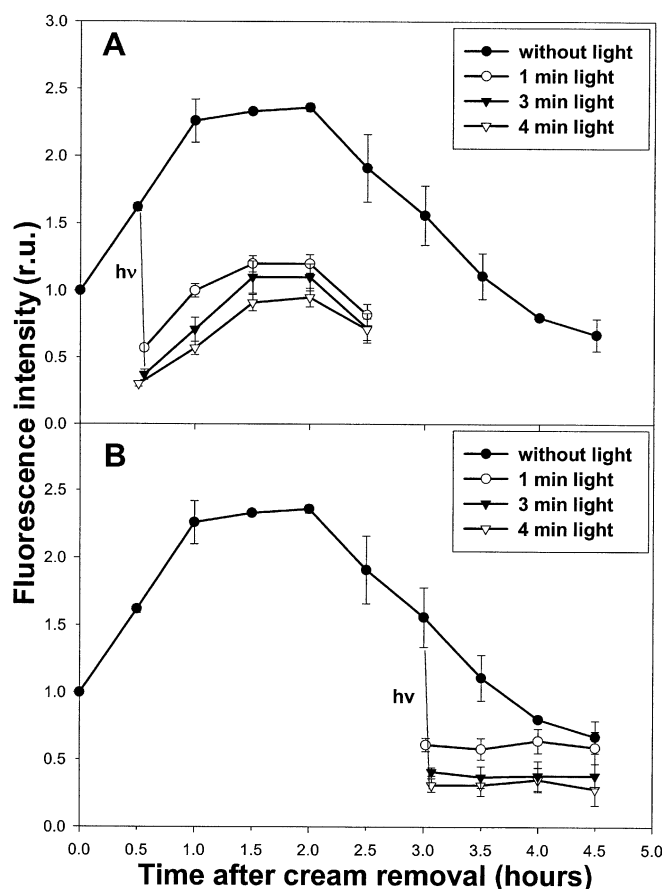 A
3.0
2.5
2.0
1.5
1.0
0.5
0.0
without light
1 min light
3 min light
4 min light
hν
Fluorescence intensity (r.u.)
B
2.5
2.0
1.5
1.0
0.5
0.0
without light
1 min light
3 min light
4 min light
hν
0.0 0.5 1.0 1.5 2.0 2.5 3.0 3.5 4.0 4.5 5.0
Time after cream removal (hours)